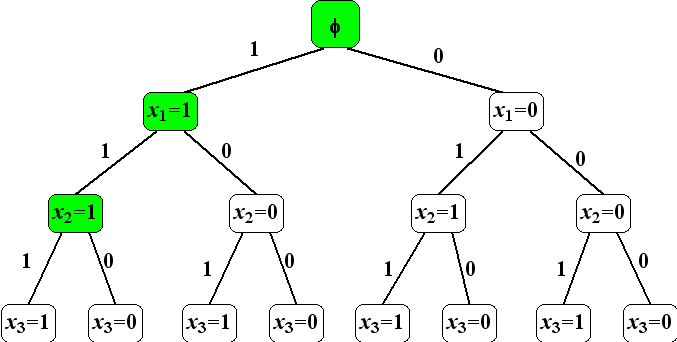 ϕ
1 0
x₁=1 x₁=0
1 0 1 0
x₂=1 x₂=0 x₂=1 x₂=0
1 0 1 0 1 0 1 0
x₃=1 x₃=0 x₃=1 x₃=0 x₃=1 x₃=0 x₃=1 x₃=0